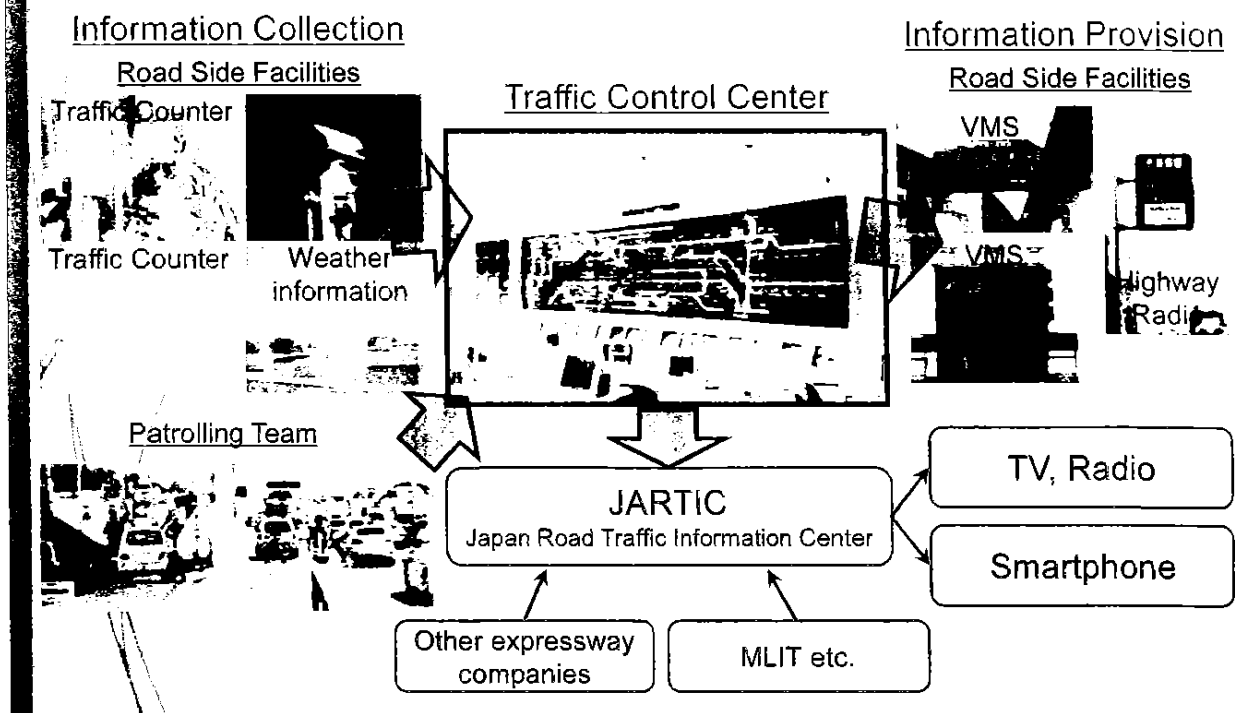 Information Collection
Road Side Facilities
Traffic Counter
Traffic Counter
Weather
information
Patrolling Team
Traffic Control Center
Information Provision
Road Side Facilities
VMS
VMS
Highway
Radio
JARTIC
Japan Road Traffic Information Center
TV, Radio
Smartphone
Other expressway
companies
MLIT etc.